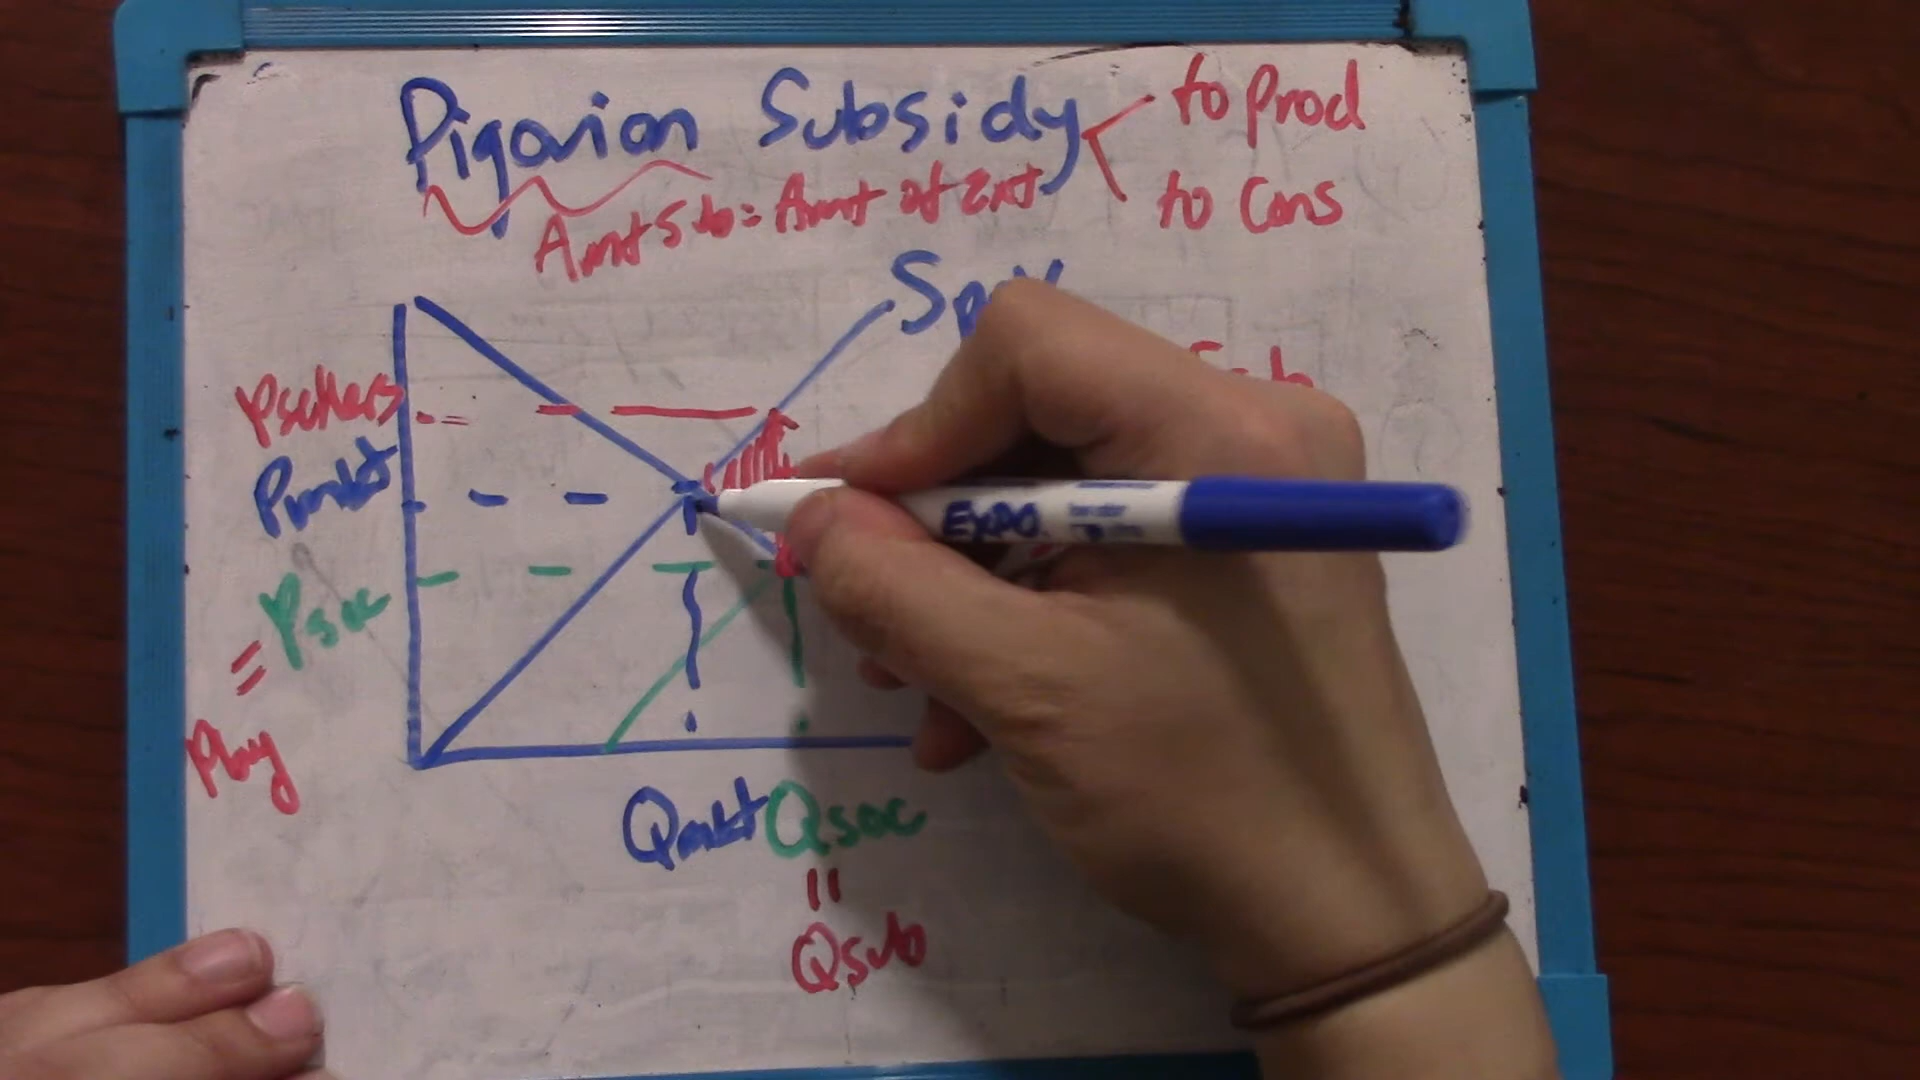 Pigovian Subsidy
to Prod
to Cons
Amt Sub = Amt of Ext
Psellers
Pmkt
Psoc
=
Pbuy
EXPO
Qmkt Qsoc
=
Qsub